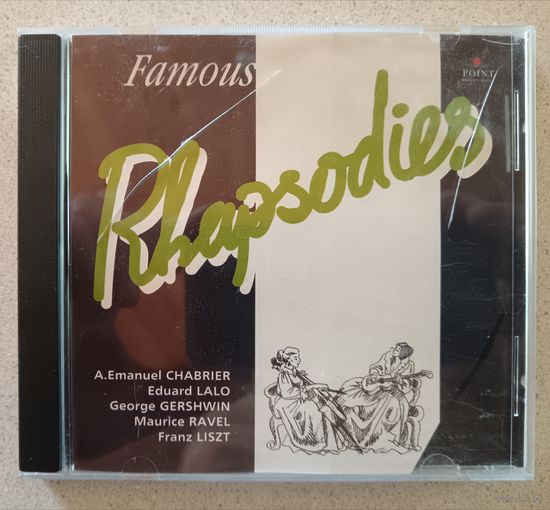 Famous
POINT
Rhapsodies
A.Emanuel CHABRIER
Eduard LALO
George GERSHWIN
Maurice RAVEL
Franz LISZT